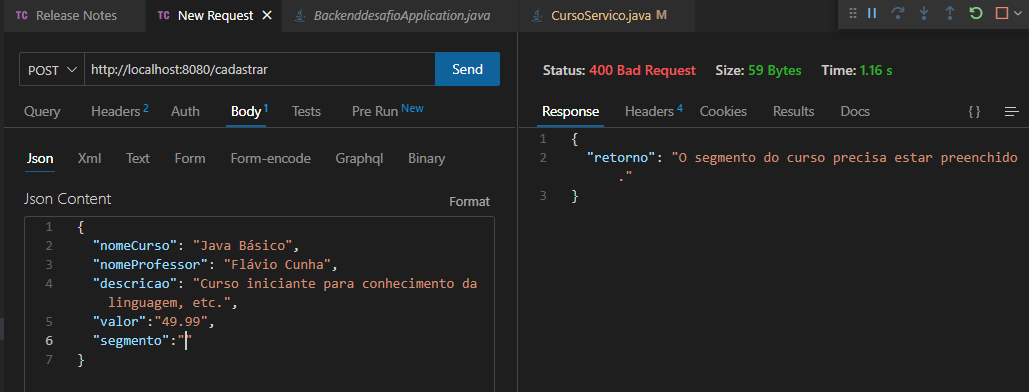 TC Release Notes TC New Request × BackenddesafioApplication.java CursoServico.java M
POST http://localhost:8080/cadastrar Send
Query Headers 2 Auth Body 1 Tests Pre Run New
Json Xml Text Form Form-encode Graphql Binary
Json Content Format
1 {
2 "nomeCurso": "Java Básico",
3 "nomeProfessor": "Flávio Cunha",
4 "descricao": "Curso iniciante para conhecimento da
linguagem, etc.",
5 "valor":"49.99",
6 "segmento":""
7 }
Status: 400 Bad Request Size: 59 Bytes Time: 1.16 s
Response Headers 4 Cookies Results Docs { }
1 {
2 "retorno": "O segmento do curso precisa estar preenchido
."
3 }